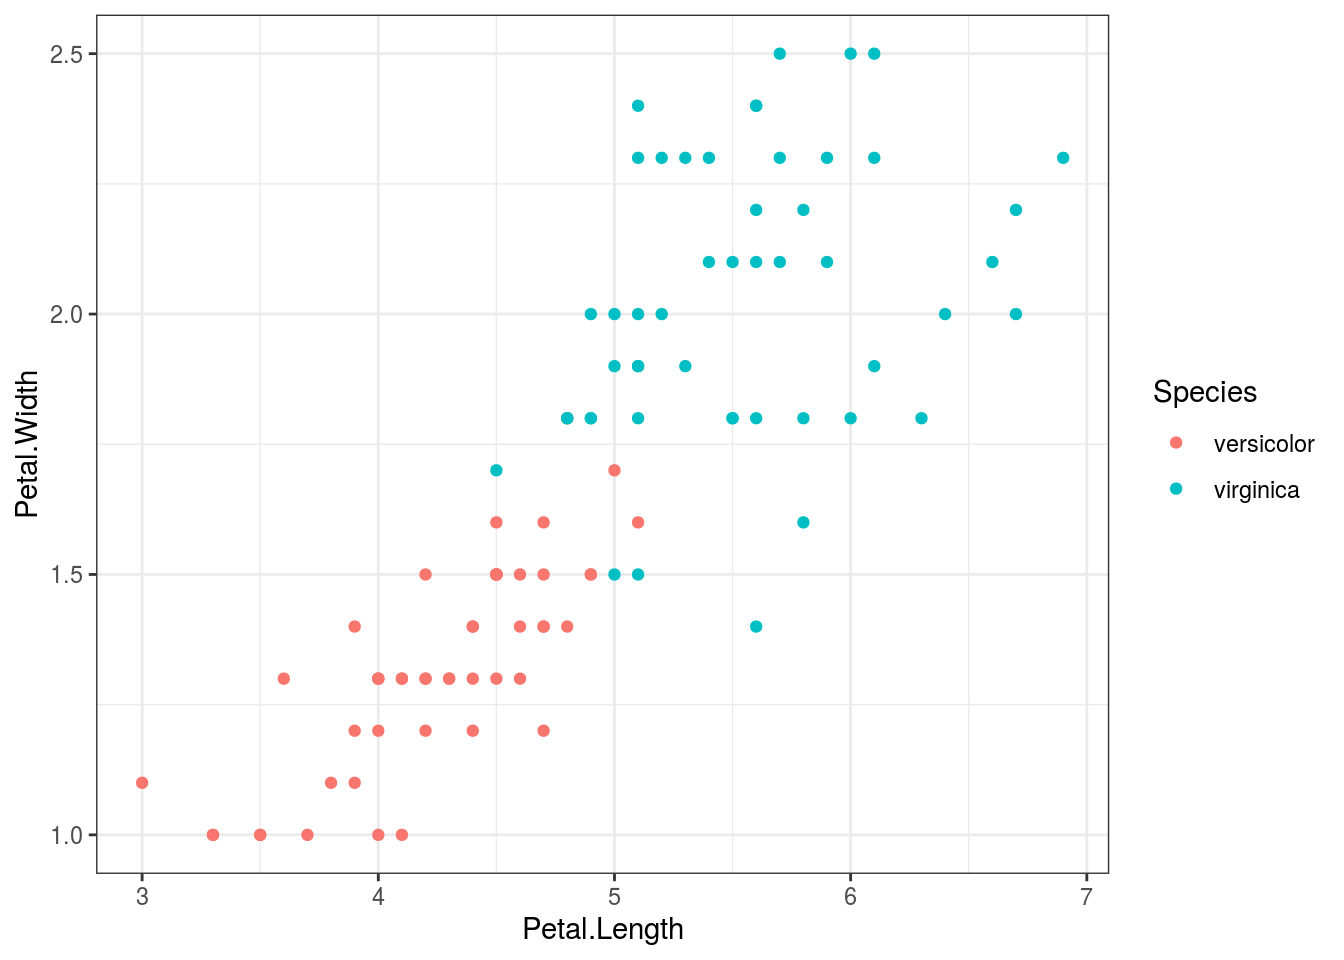 2.5
2.0
1.5
1.0
Petal.Width
3 4 5 6 7
Petal.Length
Species
versicolor
virginica